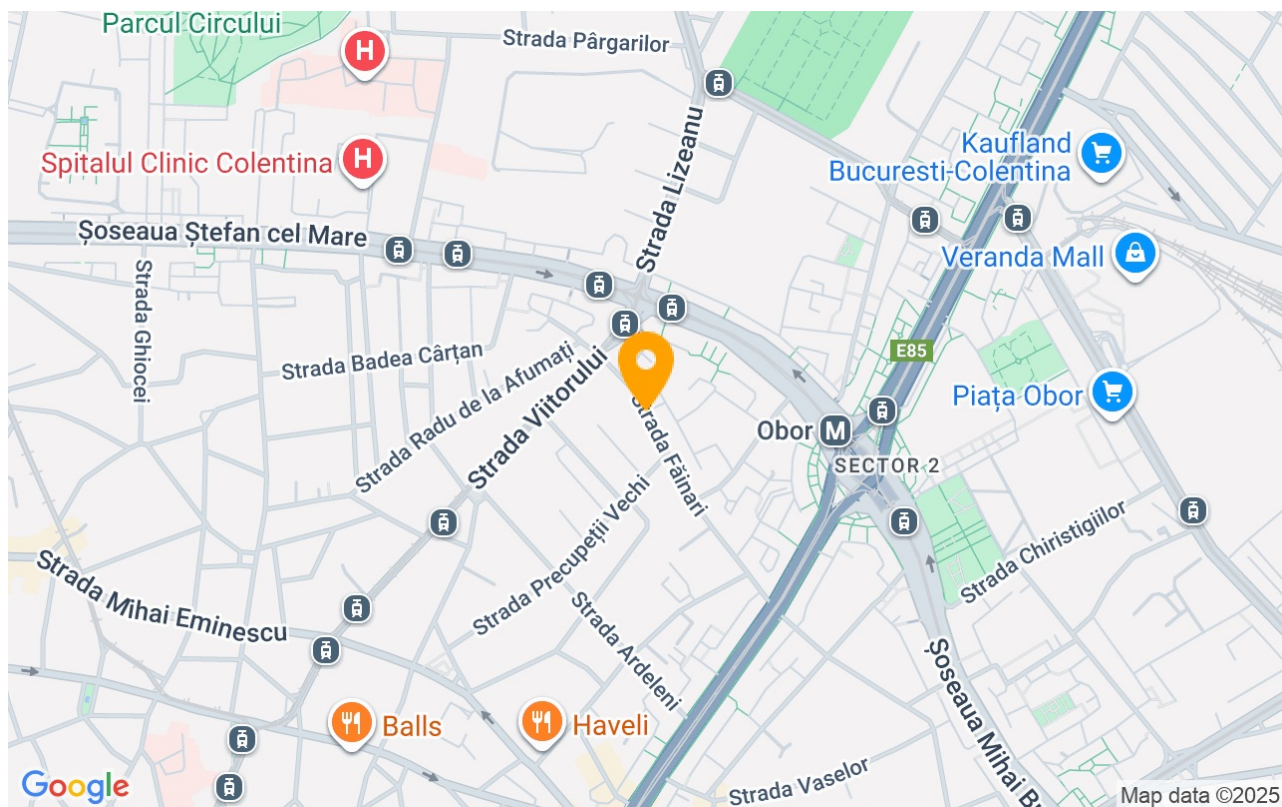 Parcul Circului
H
Strada Pârgarilor
Strada Lizeanu
Kaufland
Bucuresti-Colentina
Spitalul Clinic Colentina
H
Șoseaua Ștefan cel Mare
Veranda Mall
Strada Ghiocei
Strada Badea Cârțan
Strada Radu de la Afumați
Strada Viitorului
E85
Piața Obor
Strada Făinari
Obor
M
SECTOR 2
Strada Precupeții Vechi
Strada Chiristigiilor
Strada Mihai Eminescu
Strada Ardeleni
Șoseaua Mihai B
Balls
Haveli
Strada Vaselor
Google
Map data ©2025